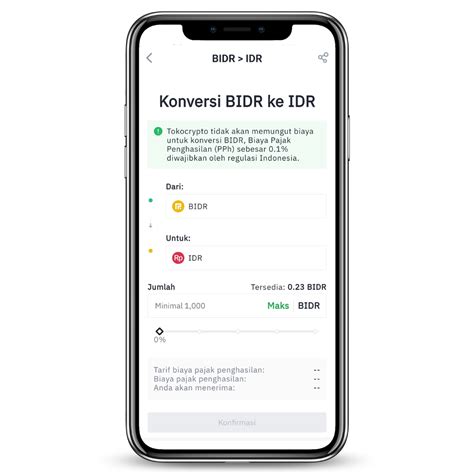 BIDR > IDR
Konversi BIDR ke IDR
Tokocrypto tidak akan memungut biaya
untuk konversi BIDR, Biaya Pajak
Penghasilan (PPh) sebesar 0.1%
diwajibkan oleh regulasi Indonesia.
Dari:
BIDR
Untuk:
Rp IDR
Jumlah Tersedia: 0.23 BIDR
Minimal 1,000 Maks BIDR
0%
Tarif biaya pajak penghasilan: --
Biaya pajak penghasilan: --
Anda akan menerima: --
Konfirmasi